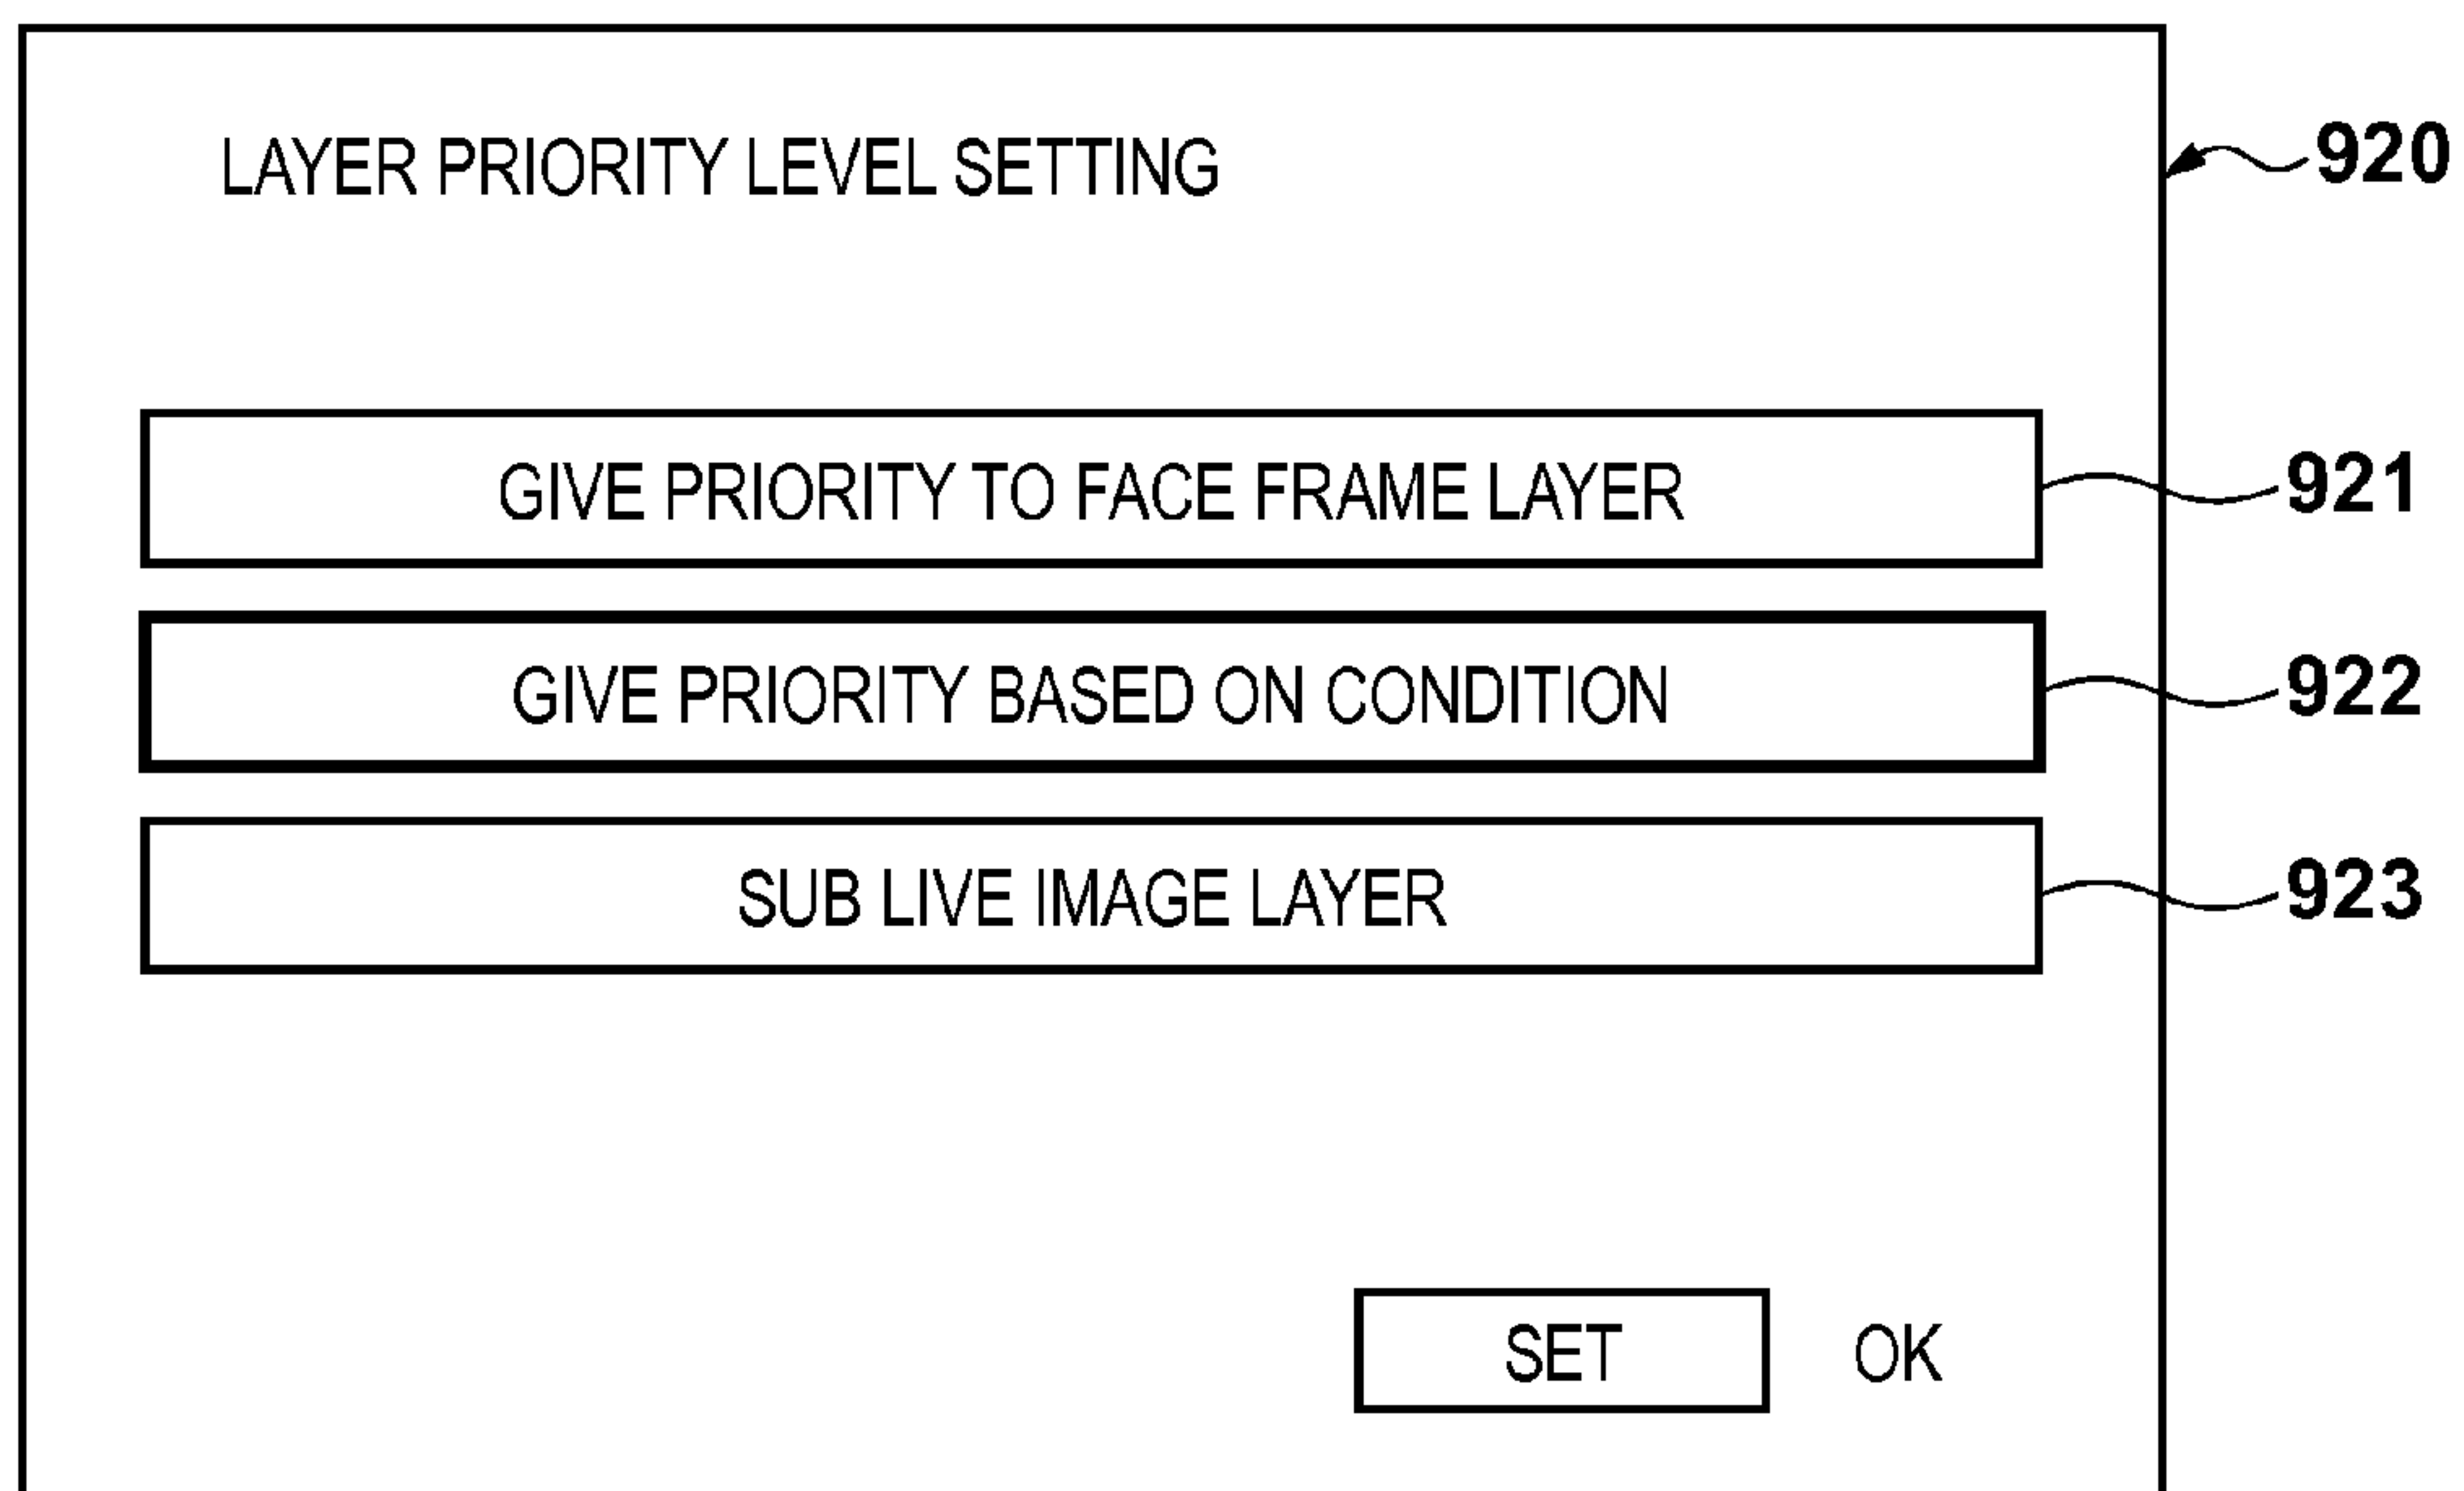 LAYER PRIORITY LEVEL SETTING
920
GIVE PRIORITY TO FACE FRAME LAYER
921
GIVE PRIORITY BASED ON CONDITION
922
SUB LIVE IMAGE LAYER
923
SET OK